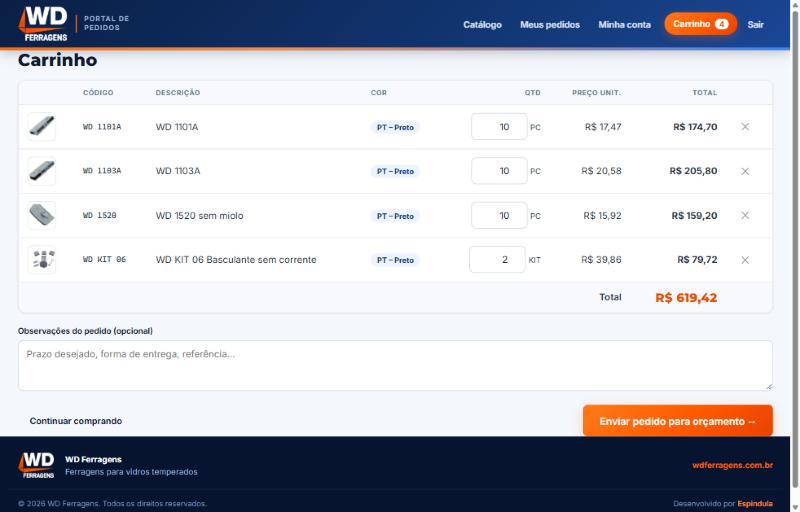 WD
FERRAGENS
PORTAL DE
PEDIDOS
Catálogo Meus pedidos Minha conta Carrinho 4 Sair
Carrinho
CÓDIGO DESCRIÇÃO COR QTD PREÇO UNIT. TOTAL
WD 1101A WD 1101A PT – Preto 10 PC R$ 17,47 R$ 174,70 ×
WD 1103A WD 1103A PT – Preto 10 PC R$ 20,58 R$ 205,80 ×
WD 1520 WD 1520 sem miolo PT – Preto 10 PC R$ 15,92 R$ 159,20 ×
WD KIT 06 WD KIT 06 Basculante sem corrente PT – Preto 2 KIT R$ 39,86 R$ 79,72 ×
Total R$ 619,42
Observações do pedido (opcional)
Prazo desejado, forma de entrega, referência...
Continuar comprando Enviar pedido para orçamento →
WD
FERRAGENS
WD Ferragens
Ferragens para vidros temperados
wdferragens.com.br
© 2026 WD Ferragens. Todos os direitos reservados. Desenvolvido por Espindula